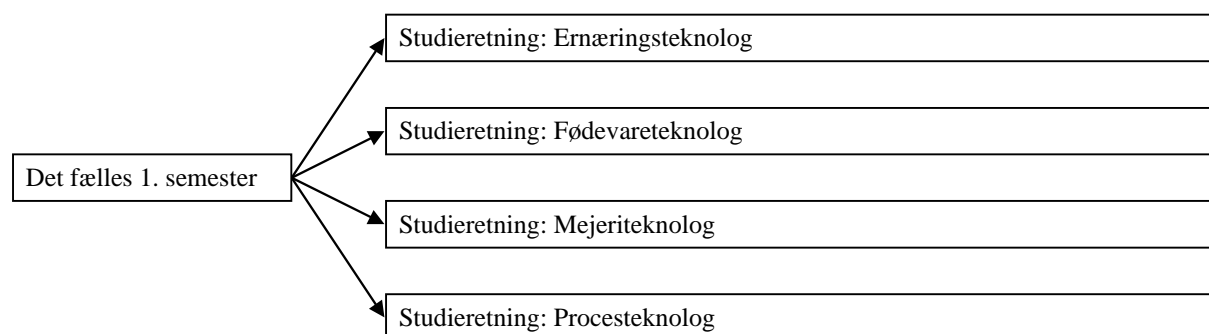 Studieretning: Ernæringsteknolog
Studieretning: Fødevareteknolog
Det fælles 1. semester
Studieretning: Mejeriteknolog
Studieretning: Procesteknolog